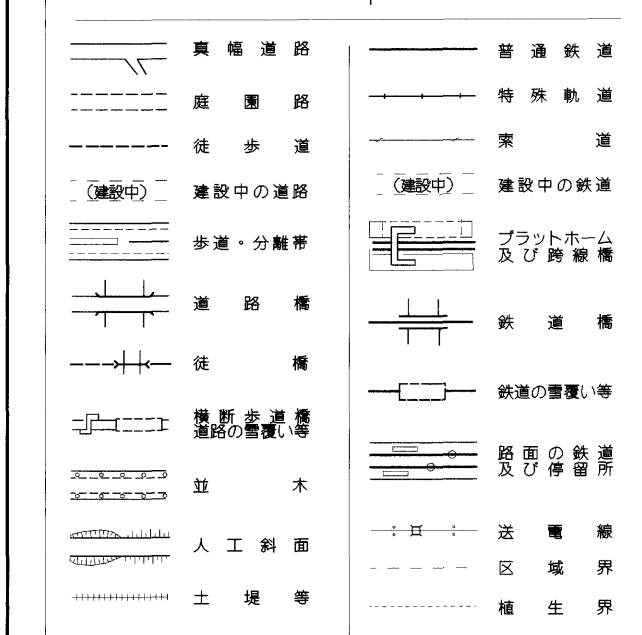 真幅道路
庭園路
徒歩道
(建設中) 建設中の道路
歩道・分離帯
道路橋
徒橋
横断歩道橋
道路の雪覆い等
並木
人工斜面
土堤等
普通鉄道
特殊軌道
索道
(建設中) 建設中の鉄道
プラットホーム
及び跨線橋
鉄道橋
鉄道の雪覆い等
路面の鉄道
及び停留所
送電線
区域界
植生界